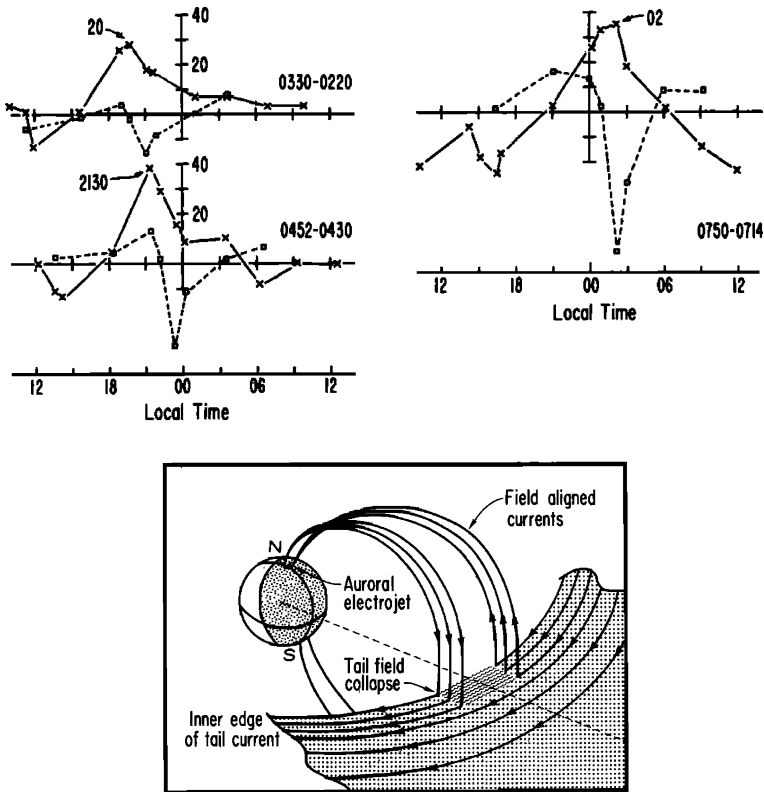 40
20
20
0330-0220
40
2130
20
0452-0430
12 18 00 06 12
Local Time
02
0750-0714
12 18 00 06 12
Local Time
Field aligned
currents
N
Auroral
electrojet
S
Tail field
collapse
Inner edge
of tail current